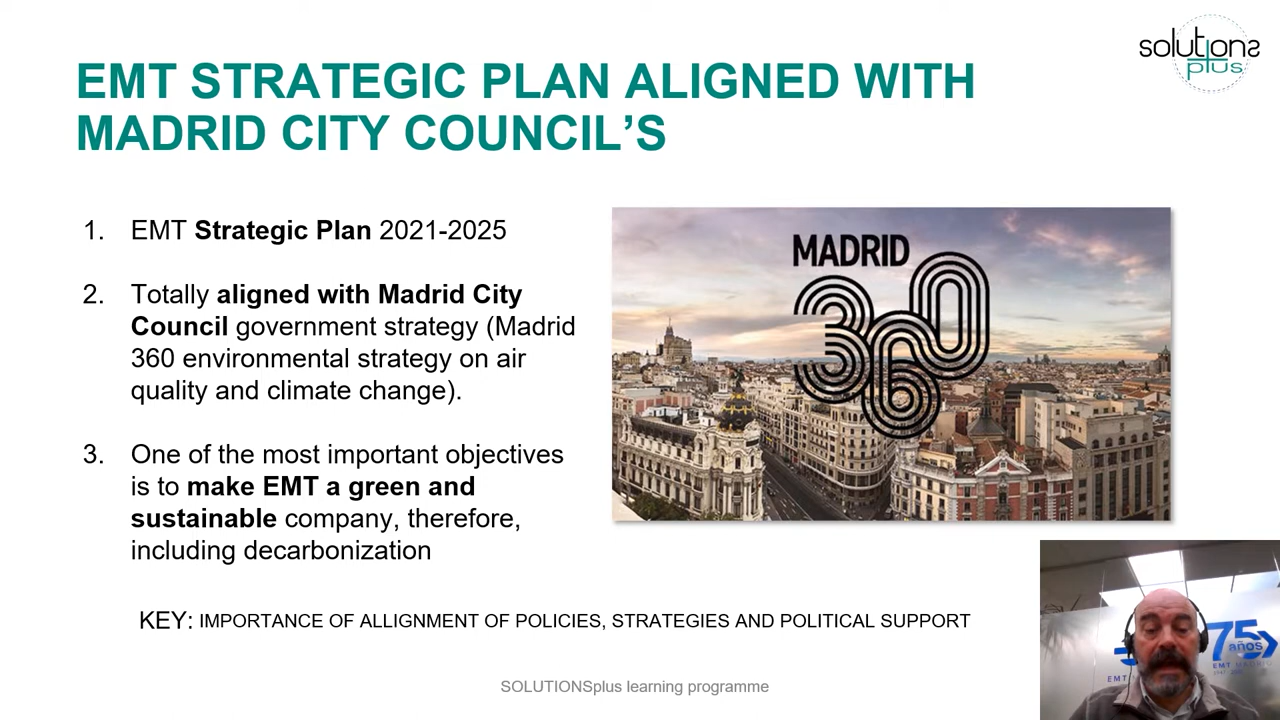 solutions
plus
EMT STRATEGIC PLAN ALIGNED WITH
MADRID CITY COUNCIL’S
1. EMT Strategic Plan 2021-2025
2. Totally aligned with Madrid City
Council government strategy (Madrid
360 environmental strategy on air
quality and climate change).
3. One of the most important objectives
is to make EMT a green and
sustainable company, therefore,
including decarbonization
MADRID
360
KEY: IMPORTANCE OF ALLIGNMENT OF POLICIES, STRATEGIES AND POLITICAL SUPPORT
SOLUTIONSplus learning programme
75
años
EMT